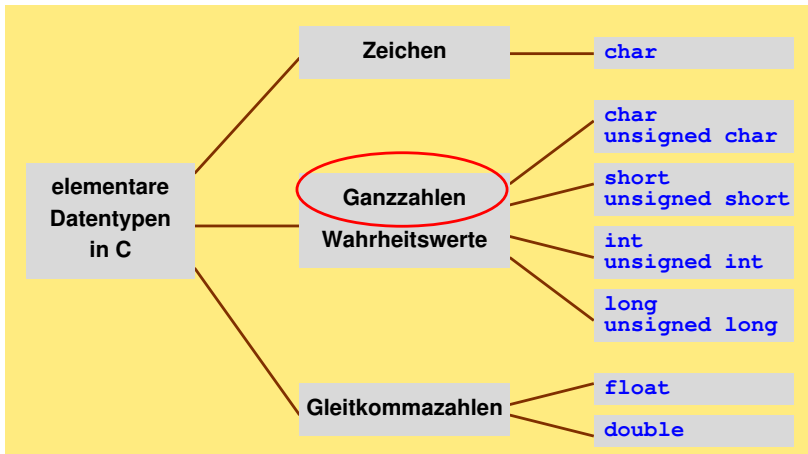 elementare
Datentypen
in C
Zeichen
char
Ganzzahlen
Wahrheitswerte
char
unsigned char
short
unsigned short
int
unsigned int
long
unsigned long
Gleitkommazahlen
float
double